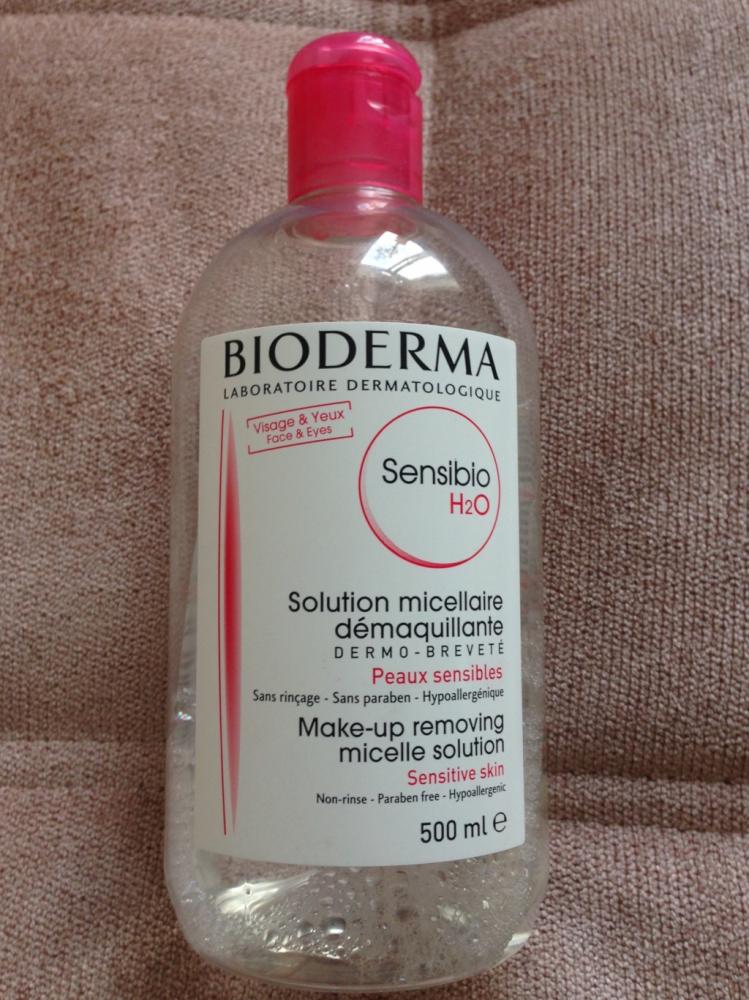 BIODERMA
LABORATOIRE DERMATOLOGIQUE
Visage & Yeux
Face & Eyes
Sensibio
H2O
Solution micellaire
démaquillante
DERMO-BREVETÉ
Peaux sensibles
Sans rinçage - Sans paraben - Hypoallergénique
Make-up removing
micelle solution
Sensitive skin
Non-rinse - Paraben free - Hypoallergenic
500 ml e